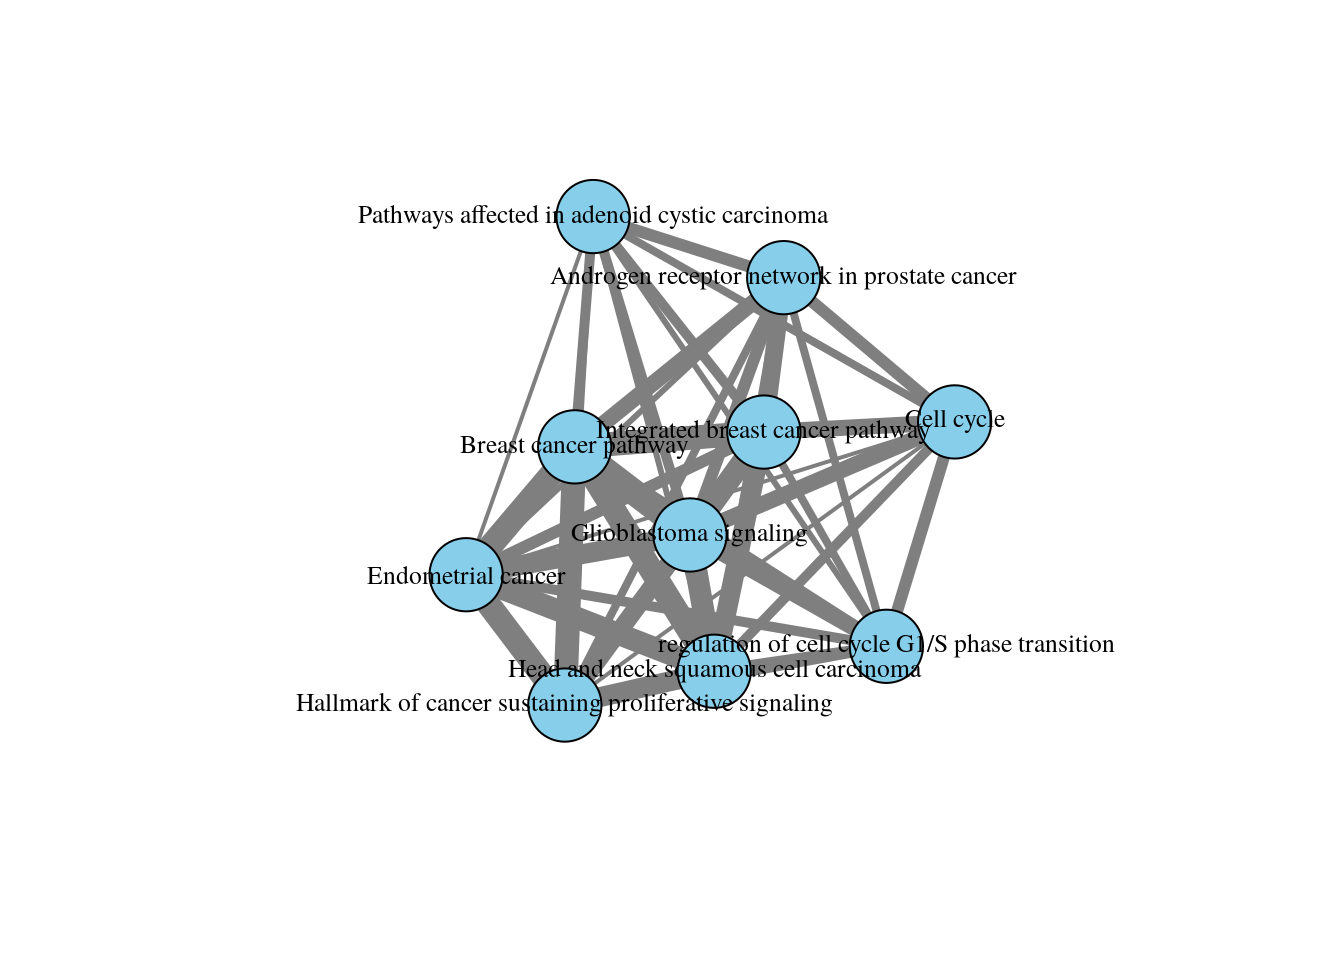 Pathways affected in adenoid cystic carcinoma
Androgen receptor network in prostate cancer
Cell cycle
Integrated breast cancer pathway
Breast cancer pathway
Glioblastoma signaling
Endometrial cancer
regulation of cell cycle G1/S phase transition
Head and neck squamous cell carcinoma
Hallmark of cancer sustaining proliferative signaling